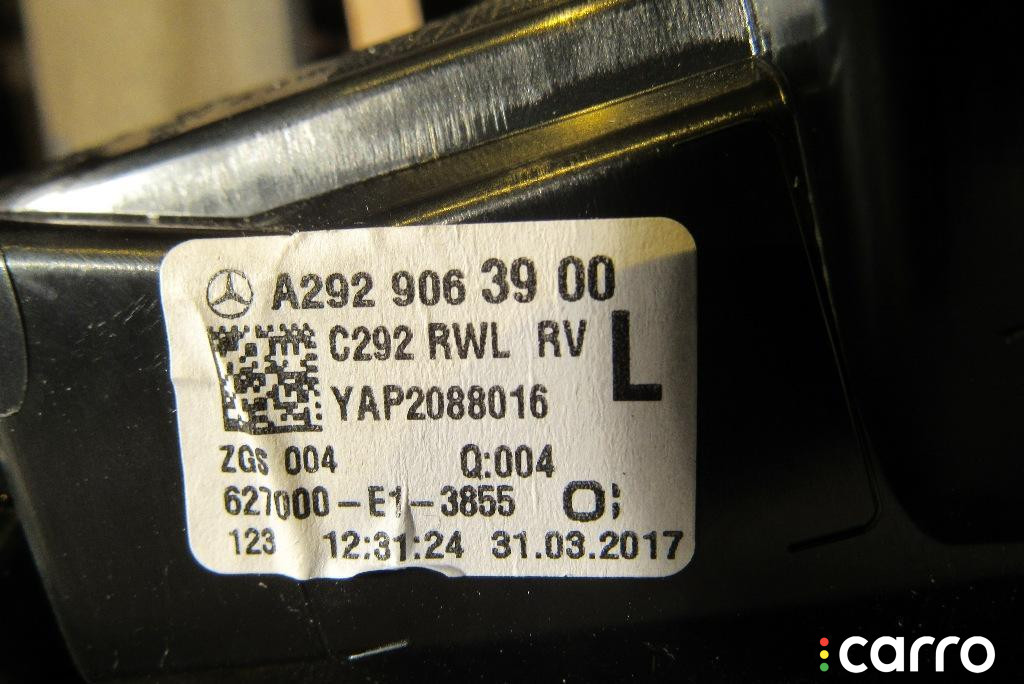 A292 906 39 00
C292 RWL RV
L
YAP2088016
ZGS 004 Q:004
627000-E1-3855 O;
123 12:31:24 31.03.2017
carro